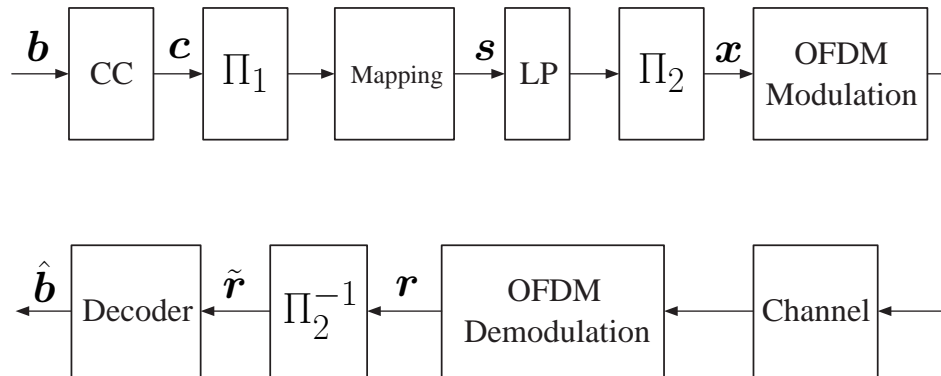 b
CC
c
Π₁
Mapping
s
LP
Π₂
x
OFDM
Modulation
b̂
Decoder
r̃
Π₂⁻¹
r
OFDM
Demodulation
Channel